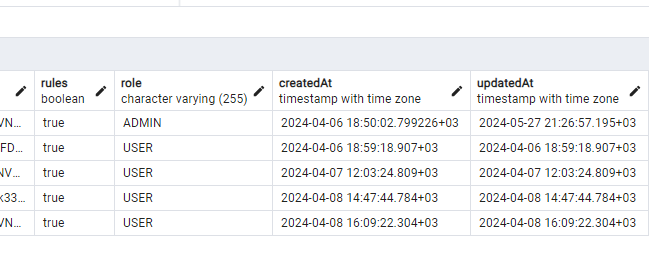 rules role createdAt updatedAt
boolean character varying (255) timestamp with time zone timestamp with time zone
VN... true ADMIN 2024-04-06 18:50:02.799226+03 2024-05-27 21:26:57.195+03
FD... true USER 2024-04-06 18:59:18.907+03 2024-04-06 18:59:18.907+03
NV... true USER 2024-04-07 12:03:24.809+03 2024-04-07 12:03:24.809+03
k33... true USER 2024-04-08 14:47:44.784+03 2024-04-08 14:47:44.784+03
VN... true USER 2024-04-08 16:09:22.304+03 2024-04-08 16:09:22.304+03